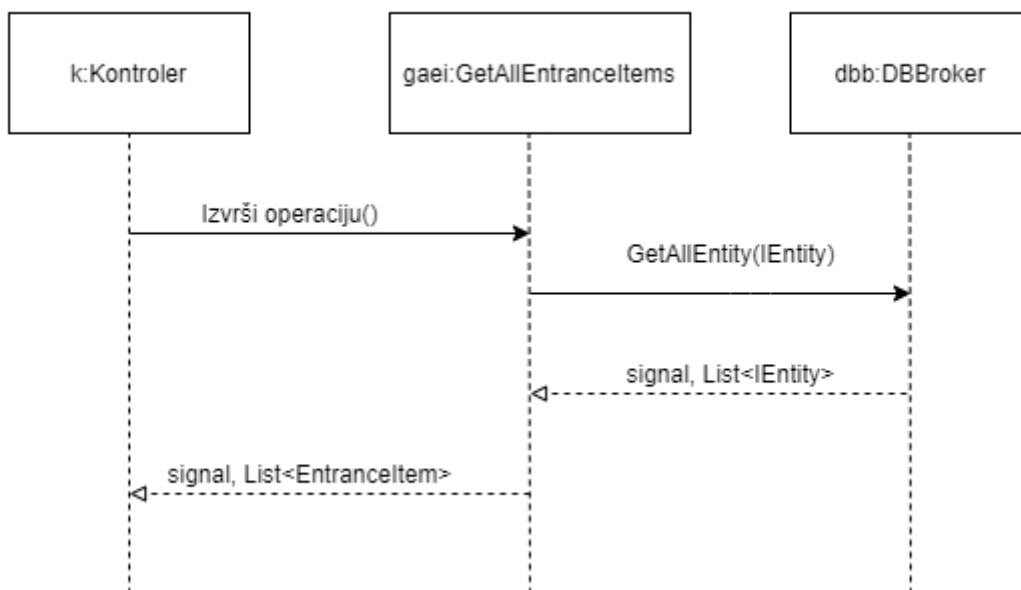 k:Kontroler
gaei:GetAllEntranceItems
dbb:DBBroker
Izvrši operaciju()
GetAllEntity(IEntity)
signal, List<IEntity>
signal, List<EntranceItem>